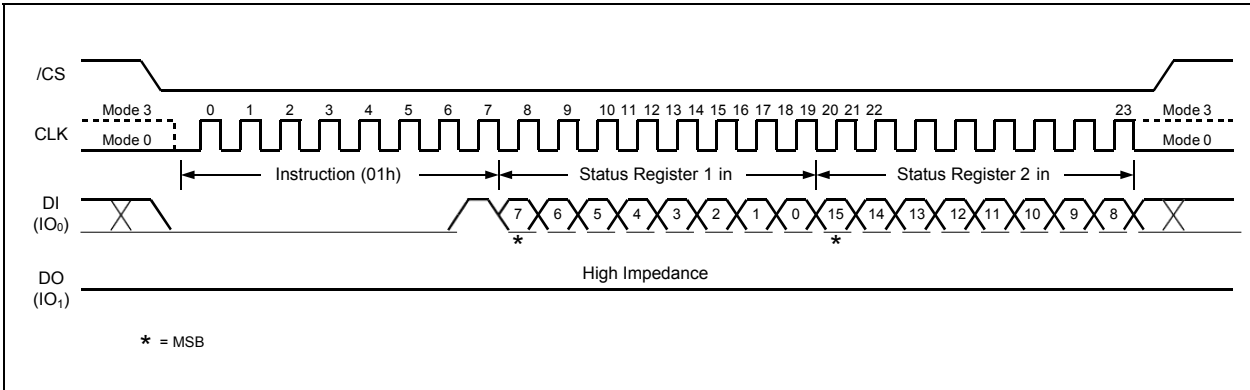 /CS
Mode 3 0 1 2 3 4 5 6 7 8 9 10 11 12 13 14 15 16 17 18 19 20 21 22 23 Mode 3
CLK
Mode 0 Mode 0
Instruction (01h) Status Register 1 in Status Register 2 in
DI
(IO₀)
7 6 5 4 3 2 1 0 15 14 13 12 11 10 9 8
* *
High Impedance
DO
(IO₁)
* = MSB